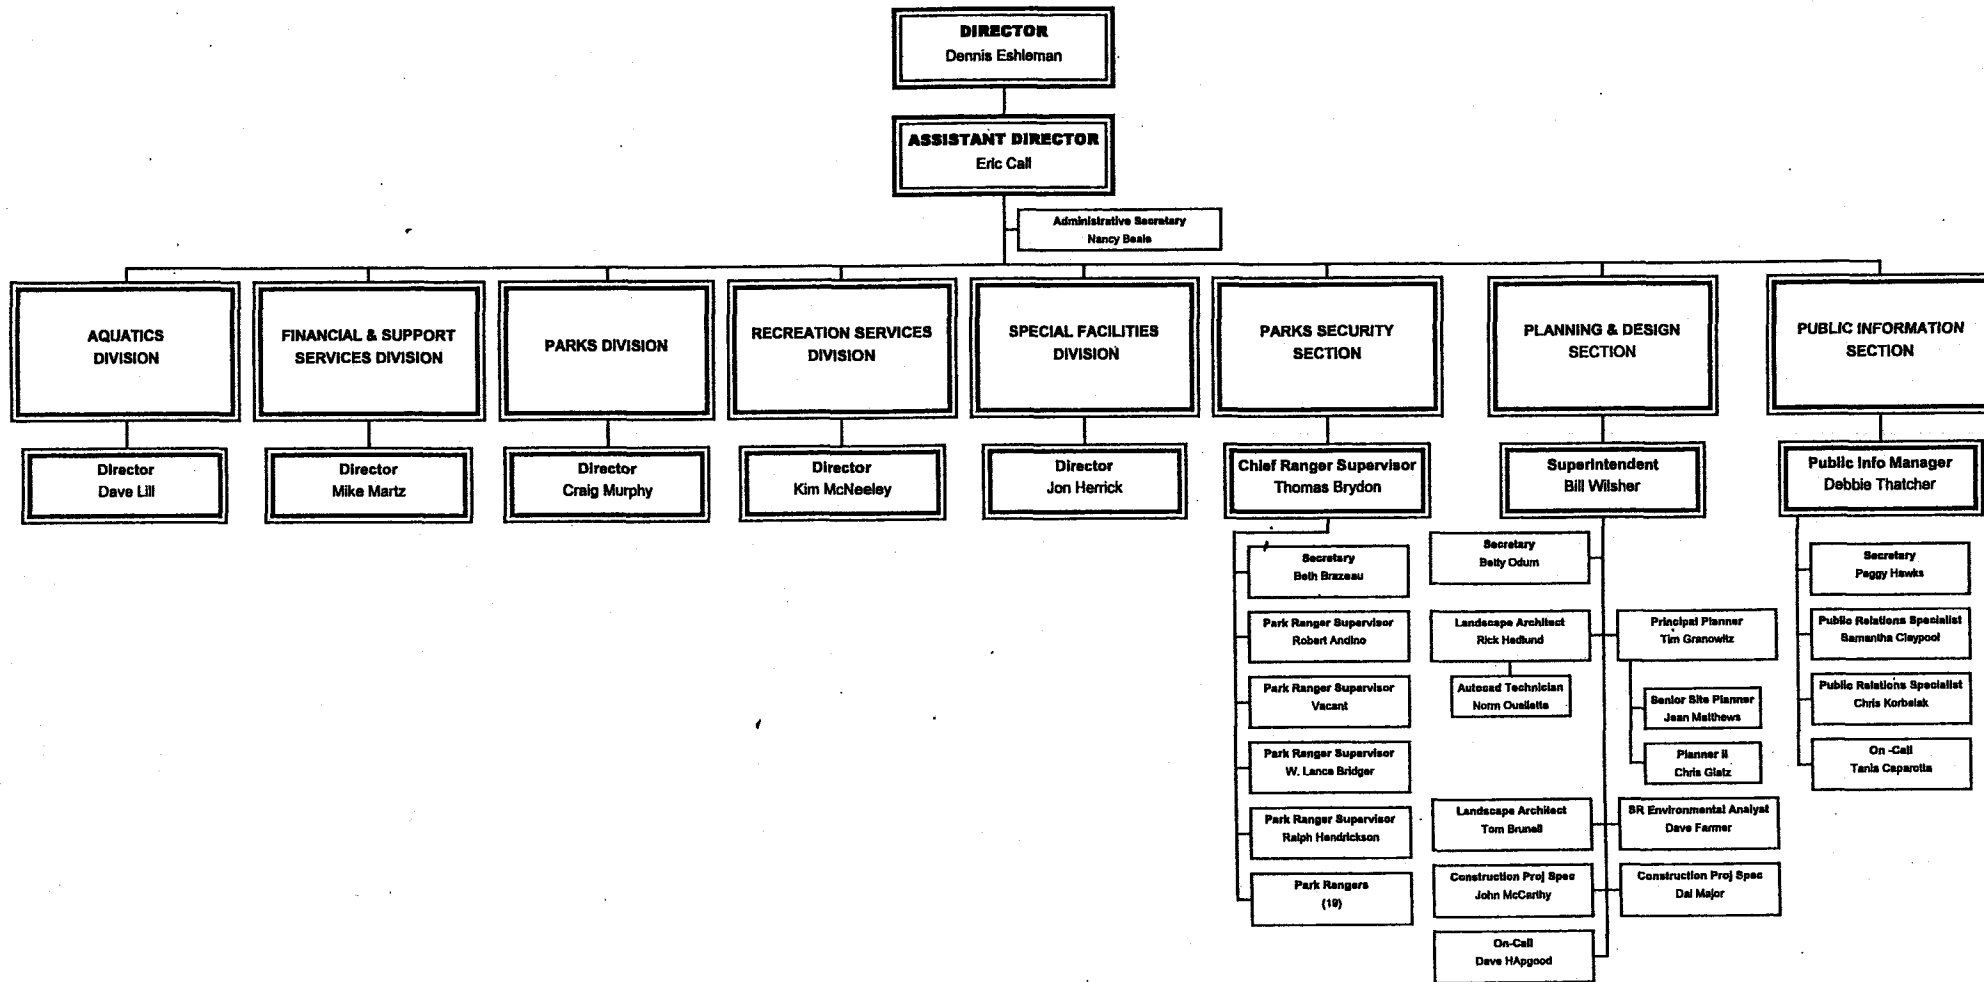 DIRECTOR
Dennis Eshleman
ASSISTANT DIRECTOR
Eric Call
Administrative Secretary
Nancy Beale
AQUATICS
DIVISION
FINANCIAL & SUPPORT
SERVICES DIVISION
PARKS DIVISION
RECREATION SERVICES
DIVISION
SPECIAL FACILITIES
DIVISION
PARKS SECURITY
SECTION
PLANNING & DESIGN
SECTION
PUBLIC INFORMATION
SECTION
Director
Dave Lill
Director
Mike Martz
Director
Craig Murphy
Director
Kim McNeeley
Director
Jon Herrick
Chief Ranger Supervisor
Thomas Brydon
Superintendent
Bill Wilsher
Public Info Manager
Debbie Thatcher
Secretary
Beth Brazeau
Park Ranger Supervisor
Robert Andino
Park Ranger Supervisor
Vacant
Park Ranger Supervisor
W. Lance Bridger
Park Ranger Supervisor
Ralph Hendrickson
Park Rangers
(19)
Secretary
Betty Odum
Landscape Architect
Rick Hedlund
Autocad Technician
Norm Ouellette
Principal Planner
Tim Granowitz
Senior Site Planner
Jean Matthews
Planner II
Chris Glatz
Landscape Architect
Tom Brunell
SR Environmental Analyst
Dave Farmer
Construction Proj Spec
John McCarthy
Construction Proj Spec
Dal Major
On-Call
Dave HApgood
Secretary
Peggy Hawks
Public Relations Specialist
Samantha Claypool
Public Relations Specialist
Chris Korbelak
On -Call
Tania Caparotta